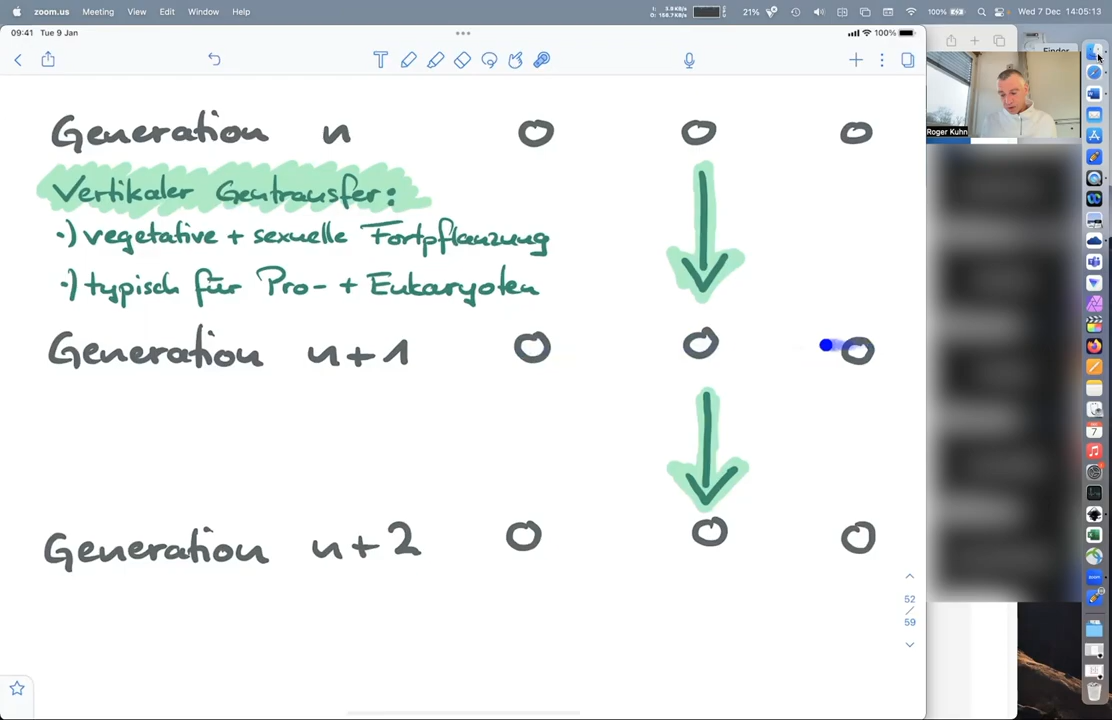 zoom.us Meeting View Edit Window Help
21% 100% Wed 7 Dec 14:05:13
09:41 Tue 9 Jan
100%
Finder
Roger Kuhn
Generation n O O O
Vertikaler Gentransfer:
·) vegetative + sexuelle Fortpflanzung
·) typisch für Pro- + Eukaryoten
Generation n+1 O O O
Generation n+2 O O O
52
/
59